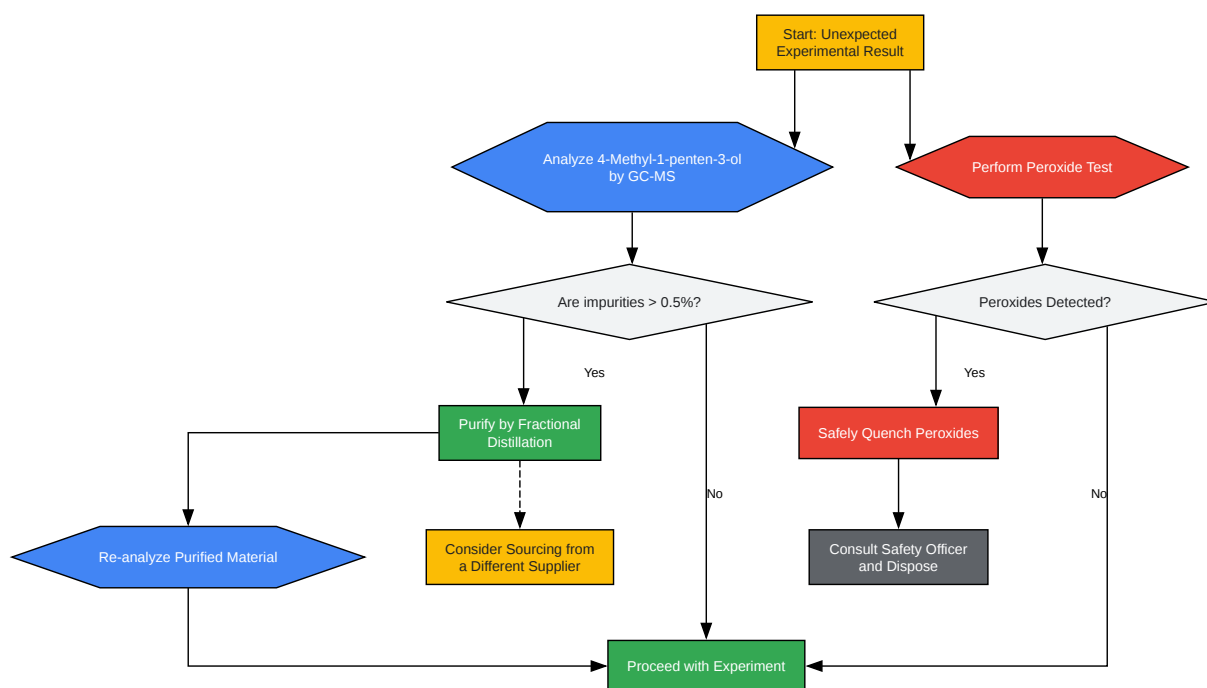 Start: Unexpected
Experimental Result
Analyze 4-Methyl-1-penten-3-ol
by GC-MS
Perform Peroxide Test
Are impurities > 0.5%?
Peroxides Detected?
Yes
Yes
Purify by Fractional
Distillation
Safely Quench Peroxides
No
No
Re-analyze Purified Material
Consider Sourcing from
a Different Supplier
Consult Safety Officer
and Dispose
Proceed with Experiment